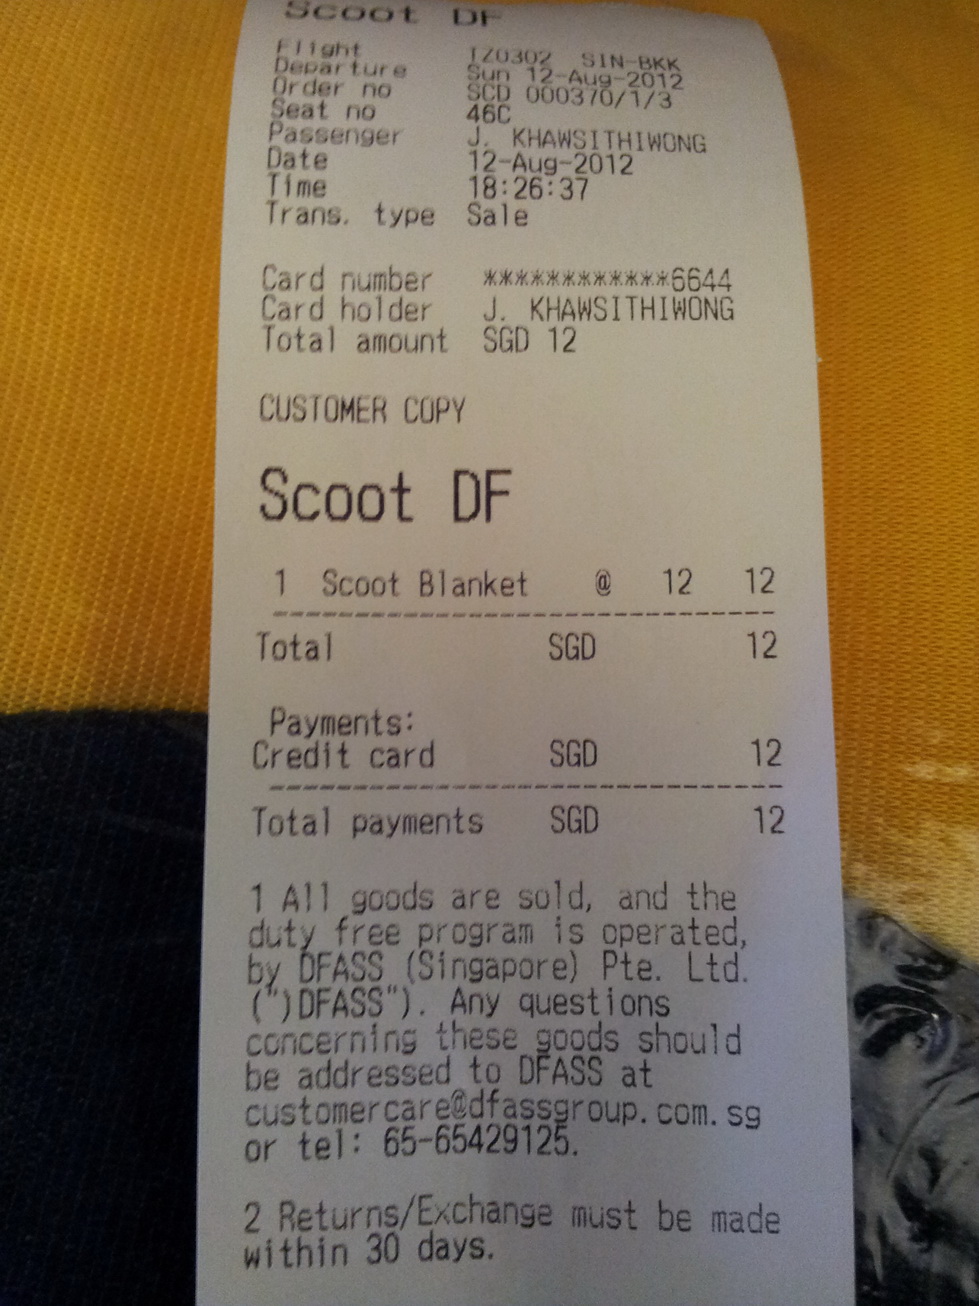 Scoot DF
Flight TZ0302 SIN-BKK
Departure Sun 12-Aug-2012
Order no SCD 000370/1/3
Seat no 46C
Passenger J. KHAWSITHIWONG
Date 12-Aug-2012
Time 18:26:37
Trans. type Sale
Card number ************6644
Card holder J. KHAWSITHIWONG
Total amount SGD 12
CUSTOMER COPY
Scoot DF
1 Scoot Blanket @ 12 12
Total SGD 12
Payments:
Credit card SGD 12
Total payments SGD 12
1 All goods are sold, and the
duty free program is operated,
by DFASS (Singapore) Pte. Ltd.
(")DFASS"). Any questions
concerning these goods should
be addressed to DFASS at
customercare@dfassgroup.com.sg
or tel: 65-65429125.
2 Returns/Exchange must be made
within 30 days.